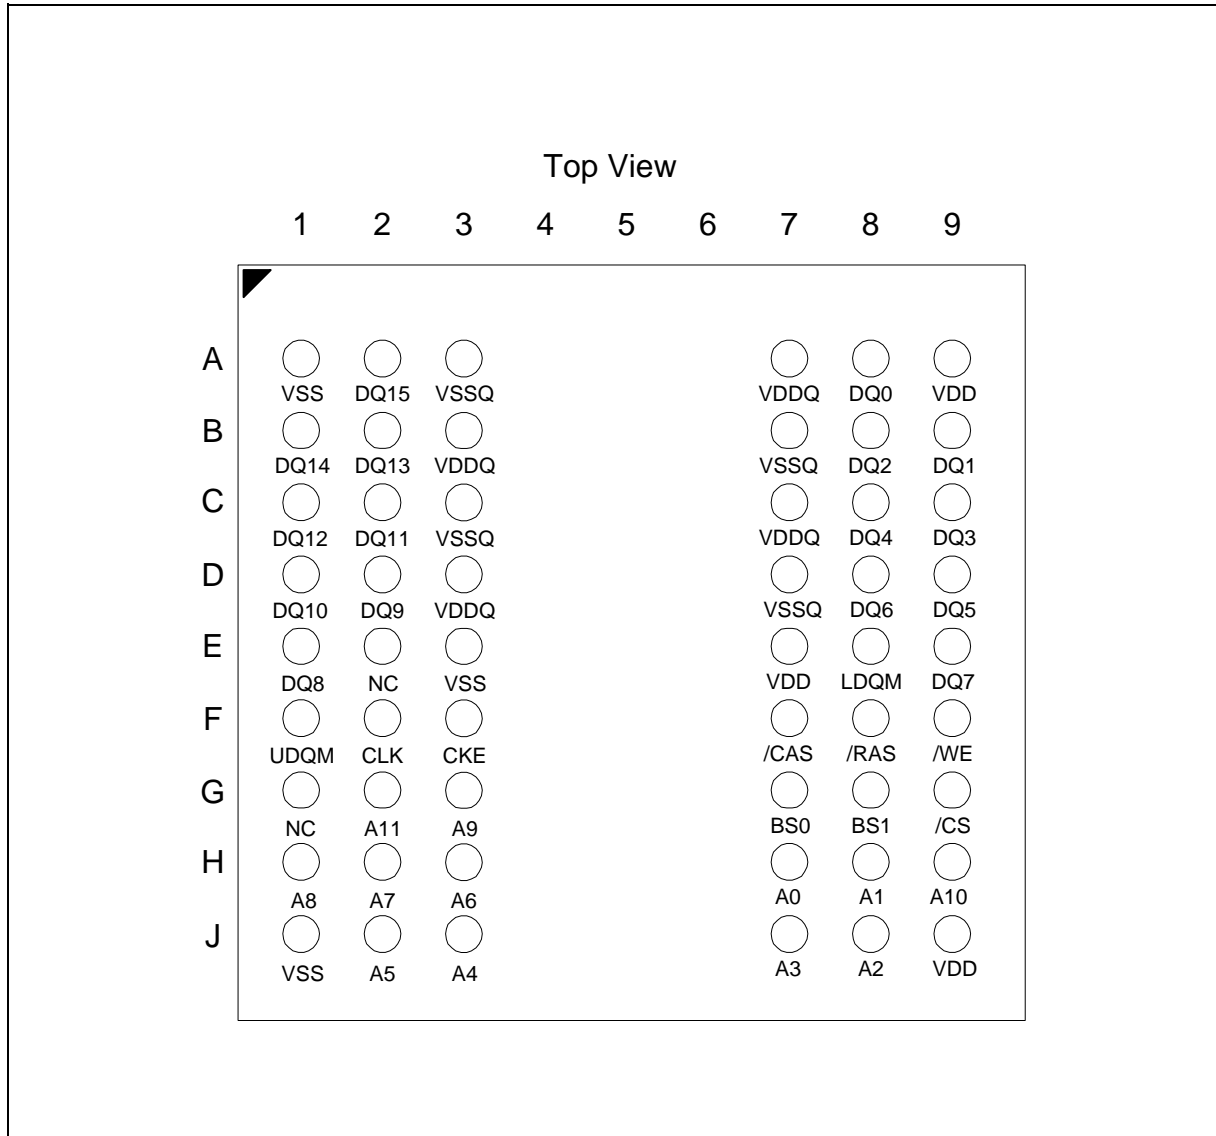 Top View
1 2 3 4 5 6 7 8 9
A
VSS DQ15 VSSQ VDDQ DQ0 VDD
B
DQ14 DQ13 VDDQ VSSQ DQ2 DQ1
C
DQ12 DQ11 VSSQ VDDQ DQ4 DQ3
D
DQ10 DQ9 VDDQ VSSQ DQ6 DQ5
E
DQ8 NC VSS VDD LDQM DQ7
F
UDQM CLK CKE /CAS /RAS /WE
G
NC A11 A9 BS0 BS1 /CS
H
A8 A7 A6 A0 A1 A10
J
VSS A5 A4 A3 A2 VDD